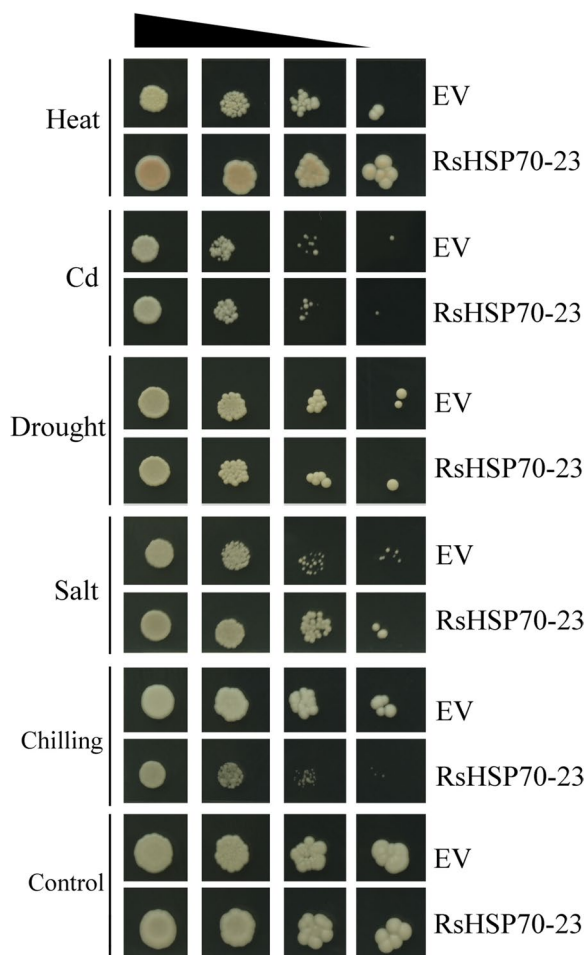 Heat
EV
RsHSP70-23
Cd
EV
RsHSP70-23
Drought
EV
RsHSP70-23
Salt
EV
RsHSP70-23
Chilling
EV
RsHSP70-23
Control
EV
RsHSP70-23